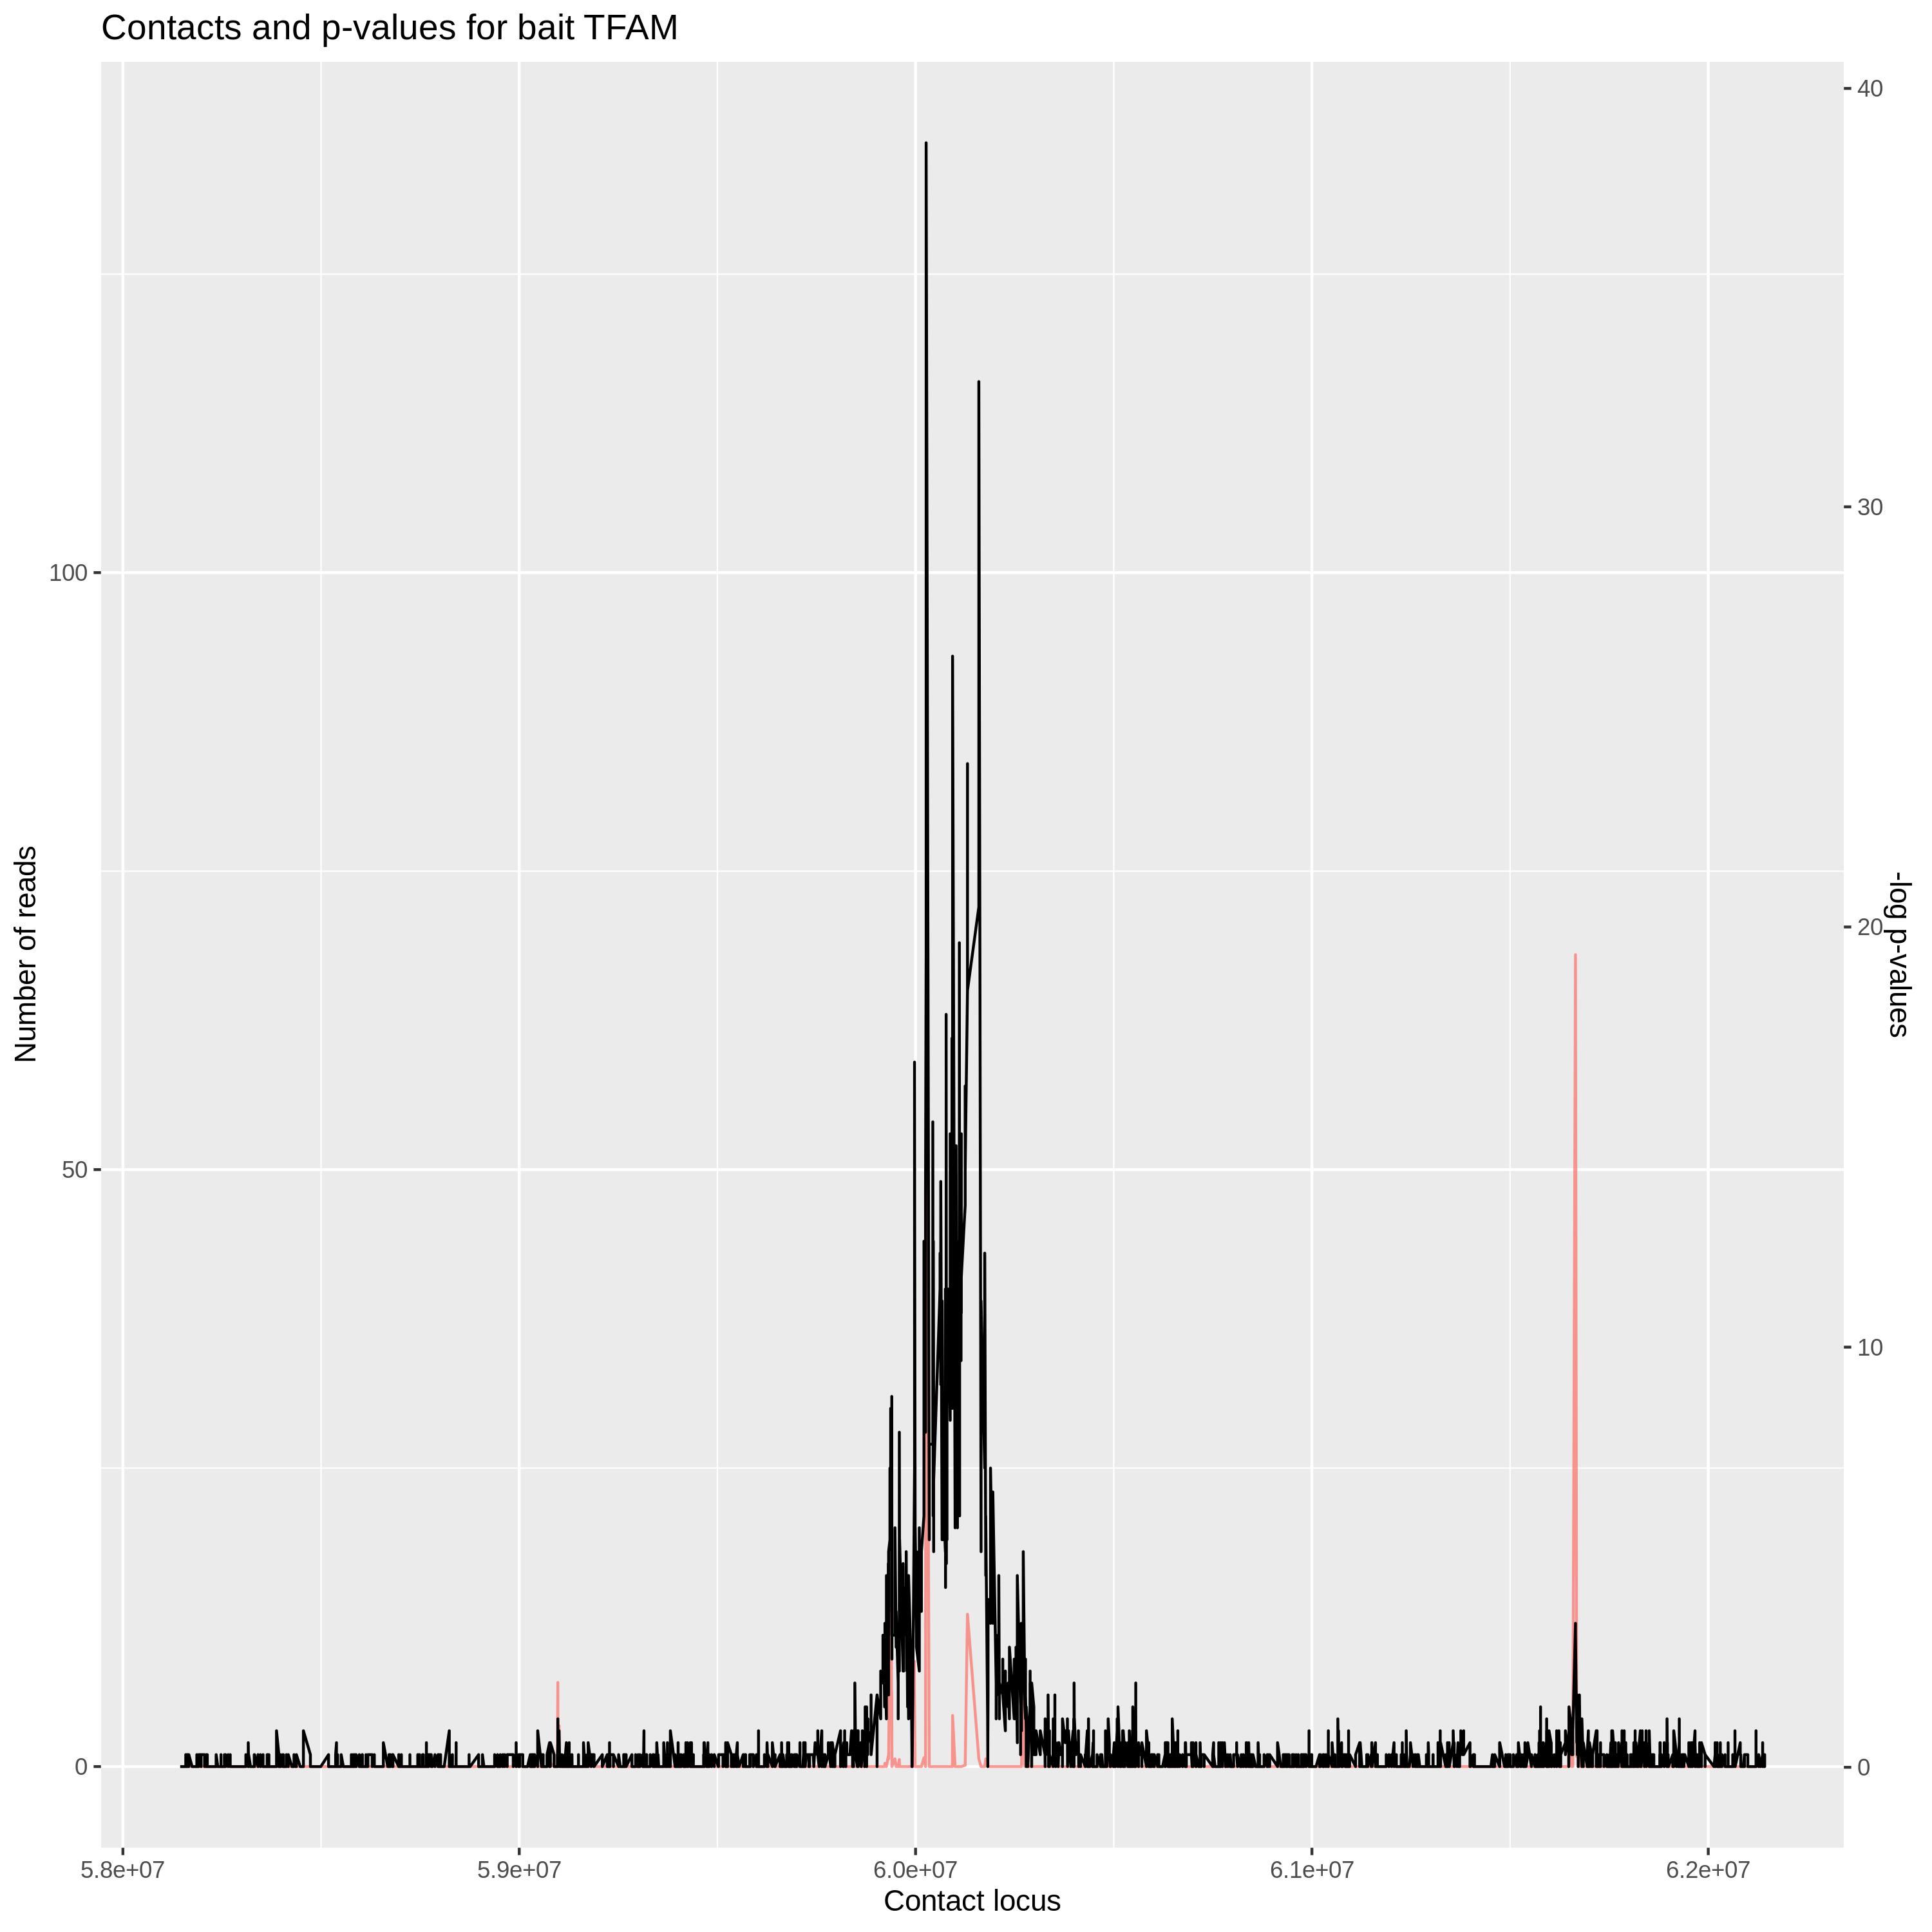 Contacts and p-values for bait TFAM
Number of reads
100
50
0
40
30
20
10
0
-log p-values
5.8e+07
5.9e+07
6.0e+07
6.1e+07
6.2e+07
Contact locus